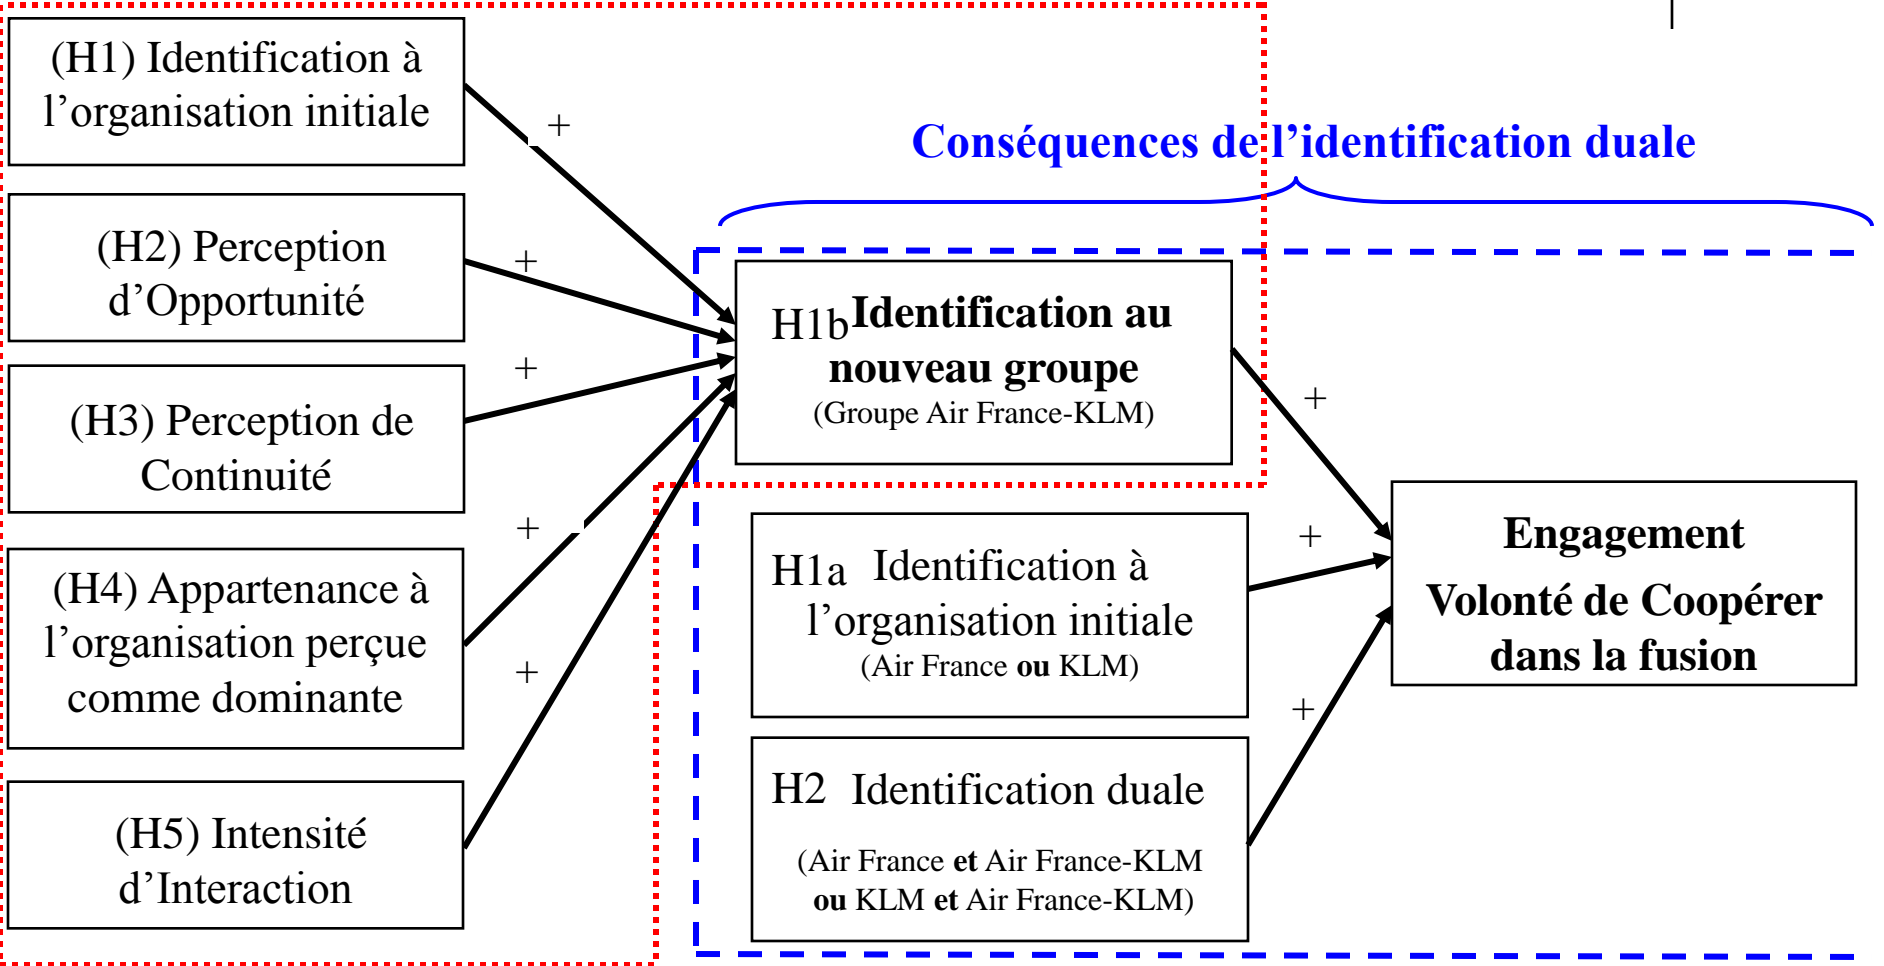 (H1) Identification à
l’organisation initiale
+
(H2) Perception
d’Opportunité
+
(H3) Perception de
Continuité
+
(H4) Appartenance à
l’organisation perçue
comme dominante
+
(H5) Intensité
d’Interaction
+
Conséquences de l’identification duale
H1b Identification au
nouveau groupe
(Groupe Air France-KLM)
+
H1a Identification à
l’organisation initiale
(Air France ou KLM)
+
H2 Identification duale
(Air France et Air France-KLM
ou KLM et Air France-KLM)
+
Engagement
Volonté de Coopérer
dans la fusion